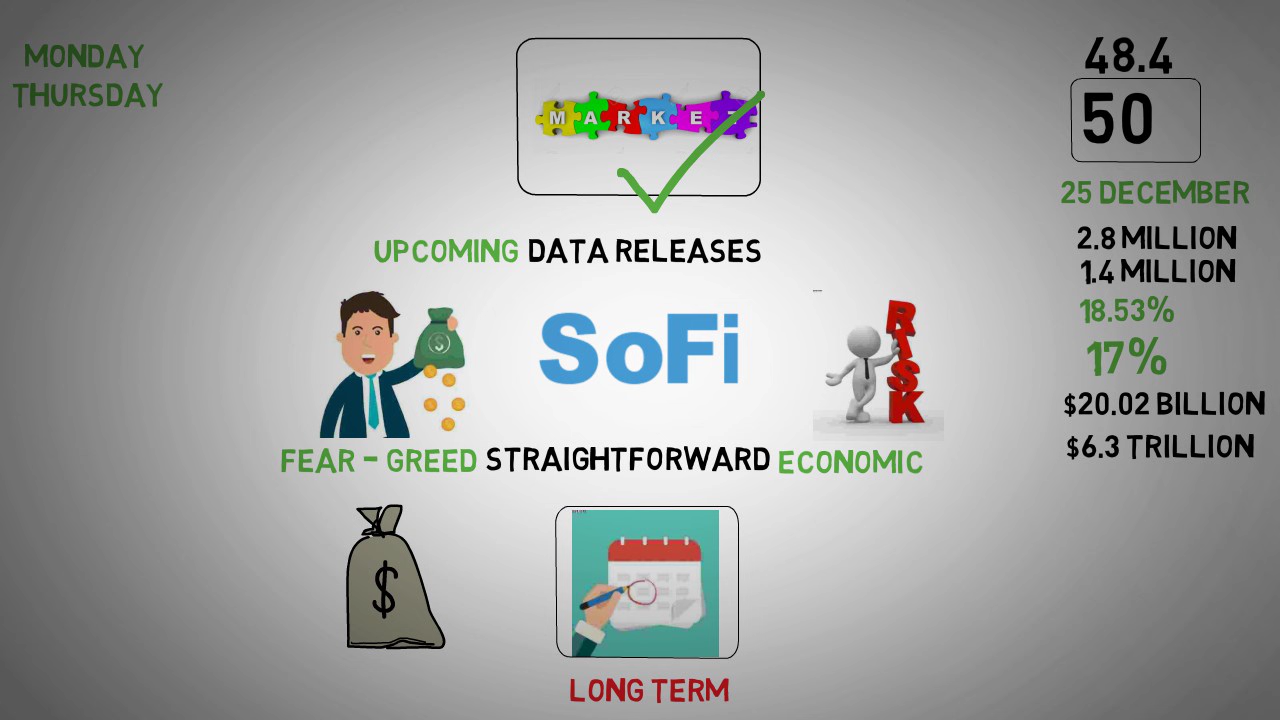 MONDAY
THURSDAY
MARKET
UPCOMING DATA RELEASES
$
SoFi
RISK
FEAR - GREED STRAIGHTFORWARD ECONOMIC
$
LONG TERM
48.4
50
25 DECEMBER
2.8 MILLION
1.4 MILLION
18.53%
17%
$20.02 BILLION
$6.3 TRILLION